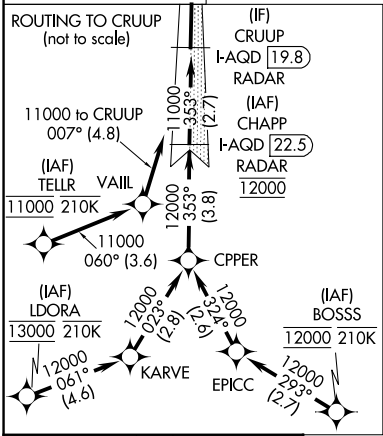 ROUTING TO CRUUP
(not to scale)
(IF)
CRUUP
I-AQD 19.8
RADAR
11000 to CRUUP
007° (4.8)
11000
353°
(2.7)
(IAF)
CHAPP
I-AQD 22.5
RADAR
12000
(IAF)
TELLR
11000 210K
VAIIL
11000
060° (3.6)
12000
353°
(3.8)
CPPER
(IAF)
LDORA
13000 210K
12000
023°
(2.8)
12000
324°
(2.6)
(IAF)
BOSSS
12000 210K
12000
061°
(4.6)
KARVE
EPICC
12000
293°
(2.7)